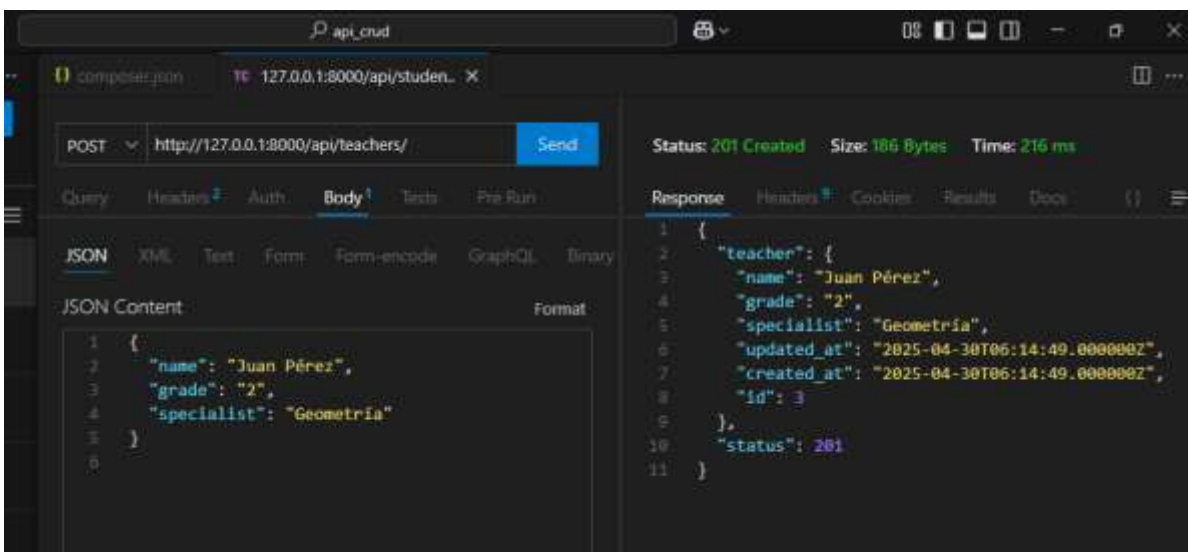 api_crud
composer.json
TC 127.0.0.1:8000/api/studen..
POST http://127.0.0.1:8000/api/teachers/ Send
Query Headers 2 Auth Body 1 Tests Pre Run
JSON XML Text Form Form-encode GraphQL Binary
JSON Content Format
1 {
2 "name": "Juan Pérez",
3 "grade": "2",
4 "specialist": "Geometría"
5 }
6
Status: 201 Created Size: 186 Bytes Time: 216 ms
Response Headers 9 Cookies Results Docs {}
1 {
2 "teacher": {
3 "name": "Juan Pérez",
4 "grade": "2",
5 "specialist": "Geometría",
6 "updated_at": "2025-04-30T06:14:49.000000Z",
7 "created_at": "2025-04-30T06:14:49.000000Z",
8 "id": 3
9 },
10 "status": 201
11 }